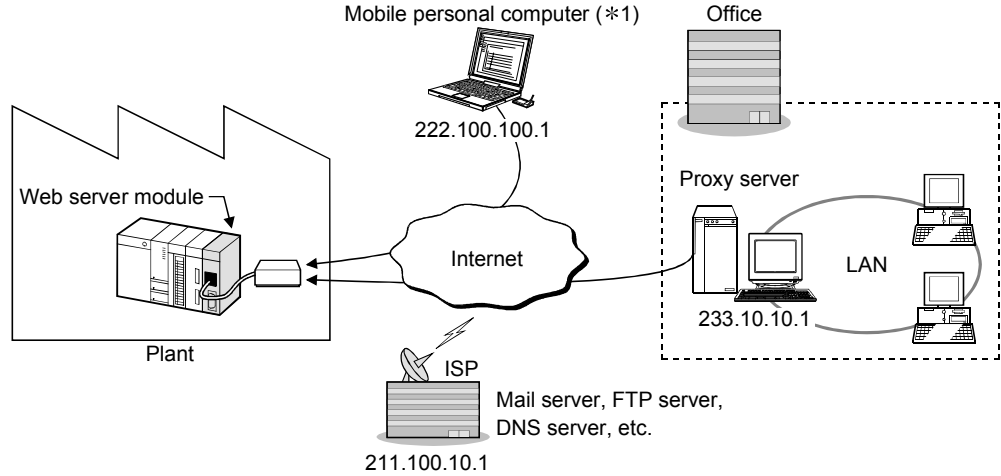 Mobile personal computer (＊1)
Office
222.100.100.1
Web server module
Proxy server
Internet
LAN
233.10.10.1
Plant
ISP
Mail server, FTP server,
DNS server, etc.
211.100.10.1